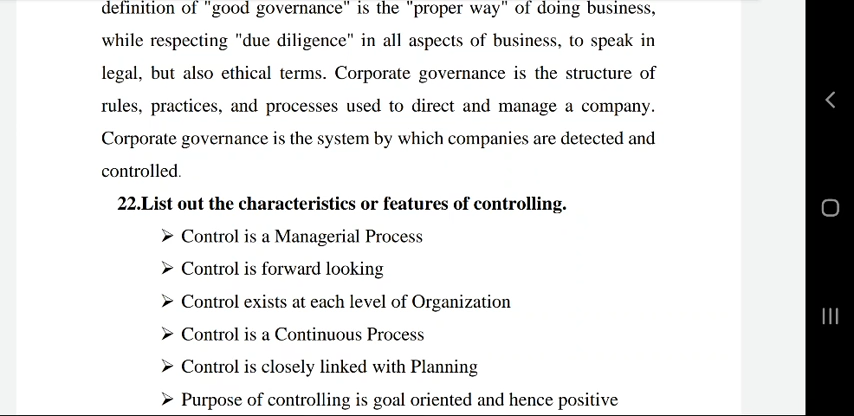 definition of "good governance" is the "proper way" of doing business,
while respecting "due diligence" in all aspects of business, to speak in
legal, but also ethical terms. Corporate governance is the structure of
rules, practices, and processes used to direct and manage a company.
Corporate governance is the system by which companies are detected and
controlled.
22.List out the characteristics or features of controlling.
➢ Control is a Managerial Process
➢ Control is forward looking
➢ Control exists at each level of Organization
➢ Control is a Continuous Process
➢ Control is closely linked with Planning
➢ Purpose of controlling is goal oriented and hence positive